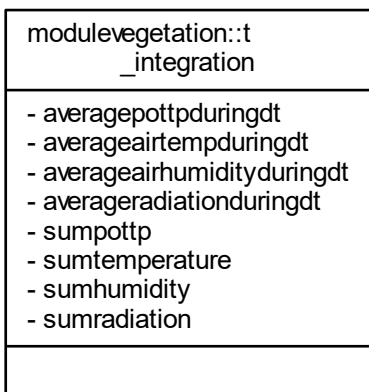 modulevegetation::t
_integration
- averagepottpduringdt
- averageairtempduringdt
- averageairhumidityduringdt
- averageradiationduringdt
- sumpottp
- sumtemperature
- sumhumidity
- sumradiation